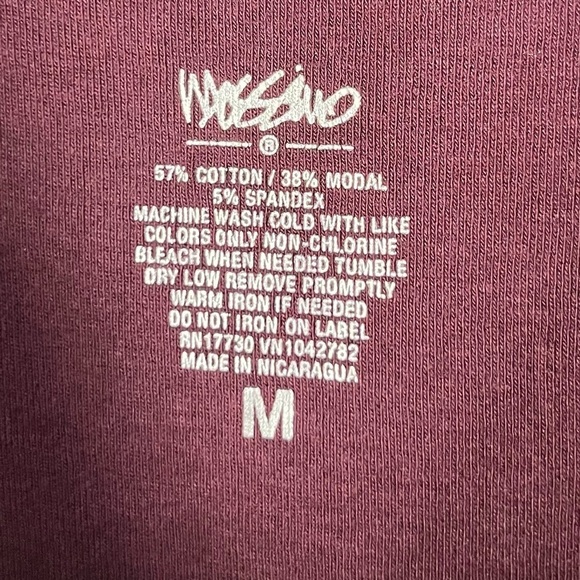 Mossimo
®
57% COTTON / 38% MODAL
5% SPANDEX
MACHINE WASH COLD WITH LIKE
COLORS ONLY NON-CHLORINE
BLEACH WHEN NEEDED TUMBLE
DRY LOW REMOVE PROMPTLY
WARM IRON IF NEEDED
DO NOT IRON ON LABEL
RN17730 VN1042782
MADE IN NICARAGUA
M